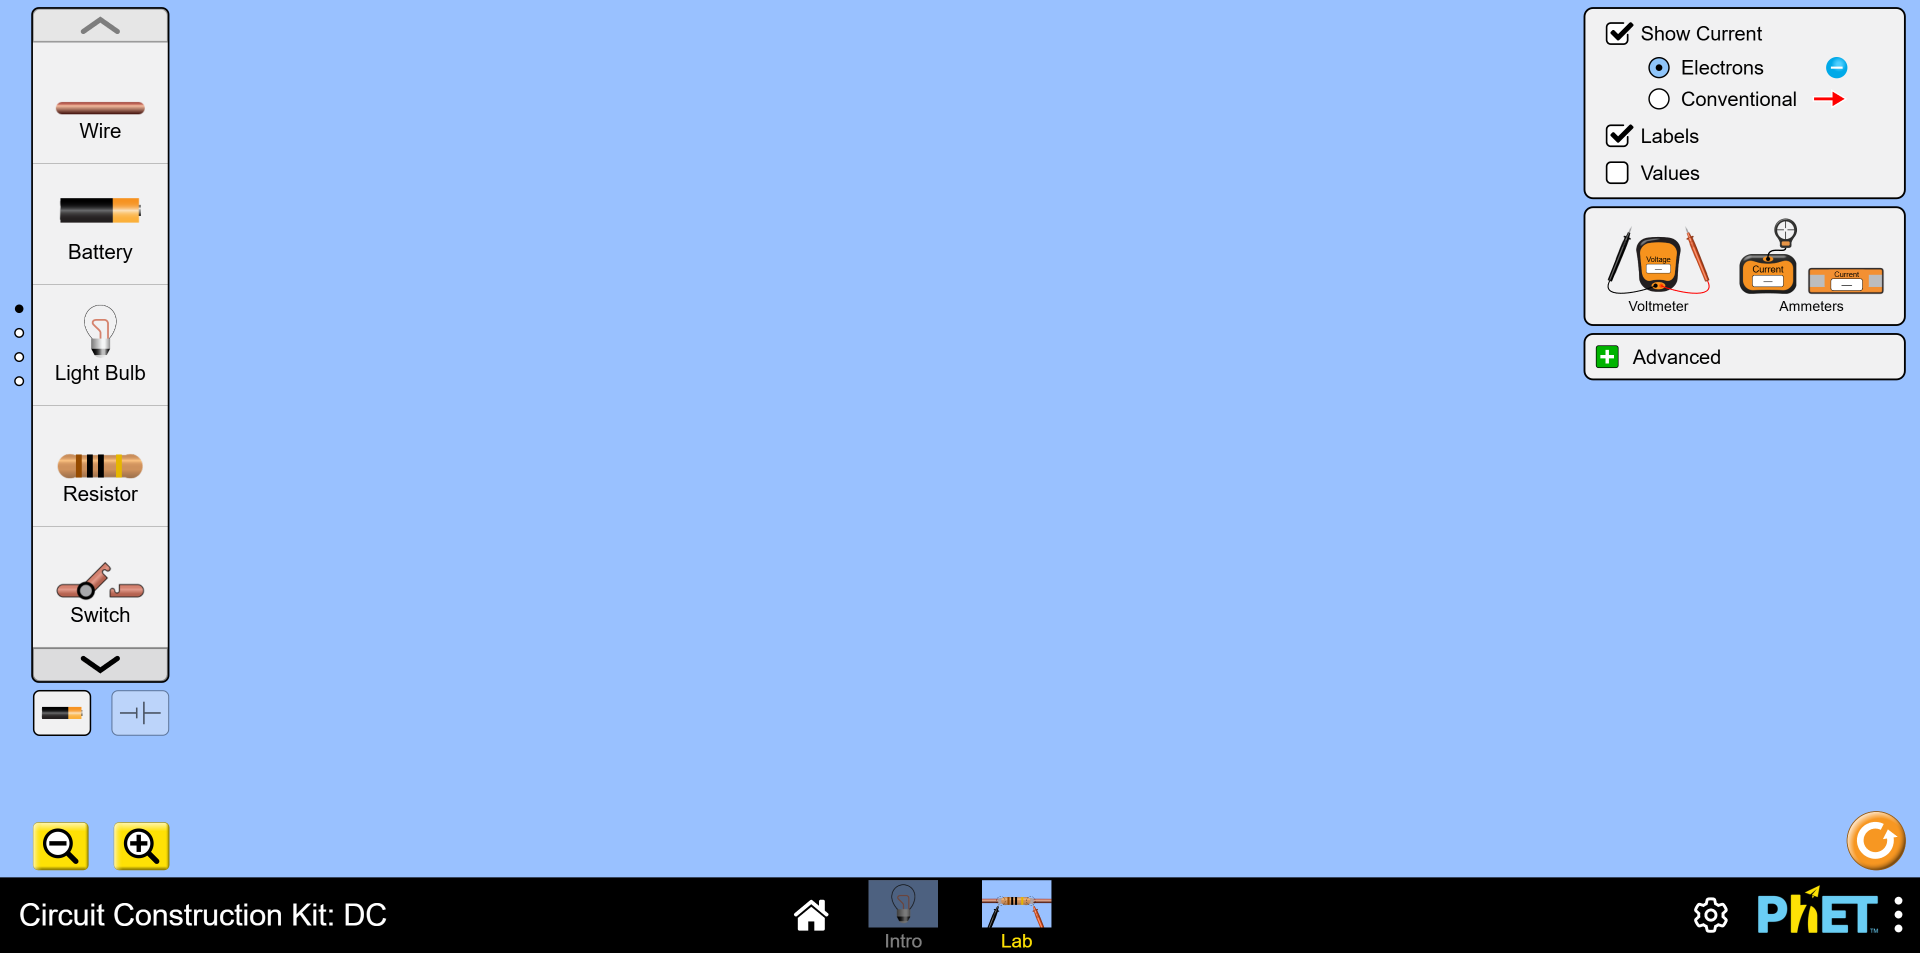 Wire
Battery
Light Bulb
Resistor
Switch
Show Current
Electrons
Conventional
Labels
Values
Voltage
Voltmeter
Current
Current
Ammeters
Advanced
Circuit Construction Kit: DC
Intro
Lab
PhET™